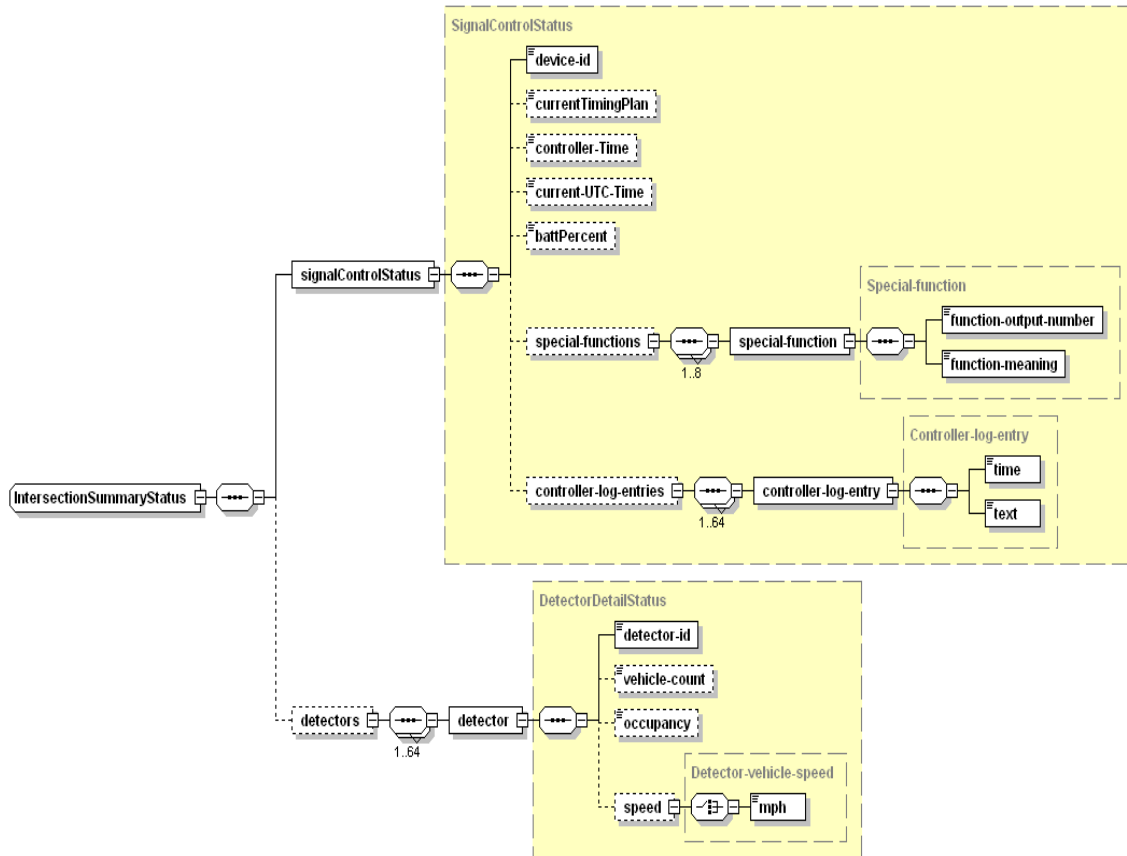 SignalControlStatus
device-id
currentTimingPlan
controller-Time
current-UTC-Time
battPercent
signalControlStatus
Special-function
function-output-number
special-functions
special-function
1..8
function-meaning
Controller-log-entry
time
controller-log-entries
controller-log-entry
1..64
text
IntersectionSummaryStatus
DetectorDetailStatus
detector-id
vehicle-count
occupancy
detectors
detector
1..64
Detector-vehicle-speed
speed
mph